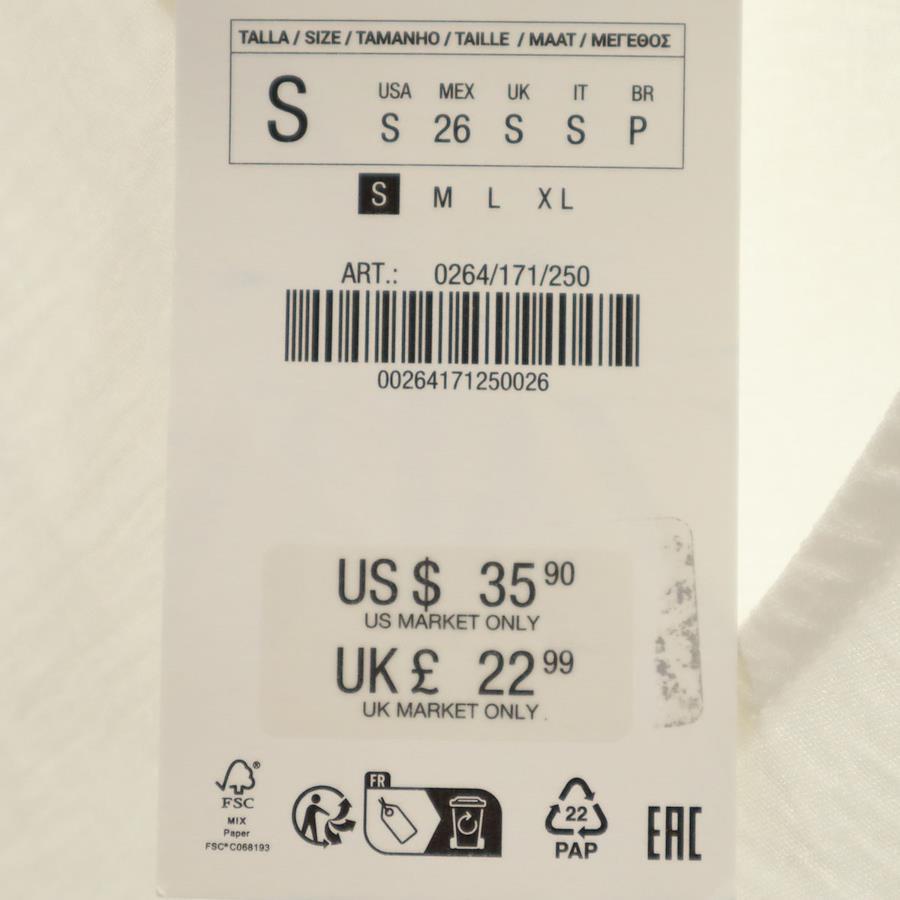 TALLA / SIZE / TAMANHO / TAILLE / MAAT / ΜΕΓΕΘΟΣ
S
USA MEX UK IT BR
S 26 S S P
S M L XL
ART.: 0264/171/250
00264171250026
US $ 35 90
US MARKET ONLY
UK £ 22 99
UK MARKET ONLY
FSC®
MIX
Paper
FSC® C068193
FR
22
PAP
EAC